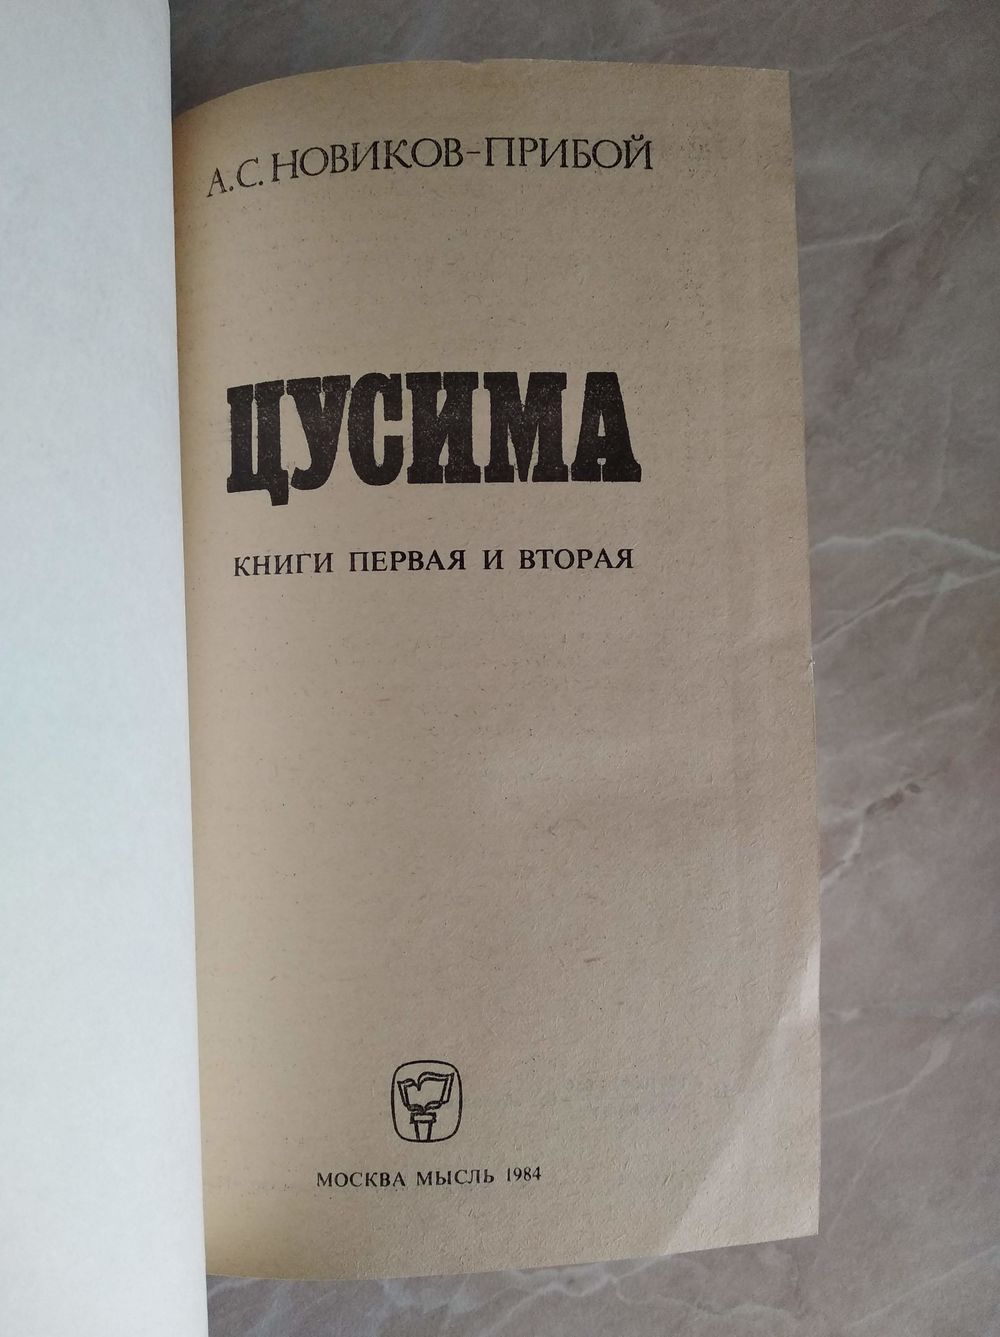 А.С. НОВИКОВ-ПРИБОЙ
ЦУСИМА
КНИГИ ПЕРВАЯ И ВТОРАЯ
МОСКВА МЫСЛЬ 1984